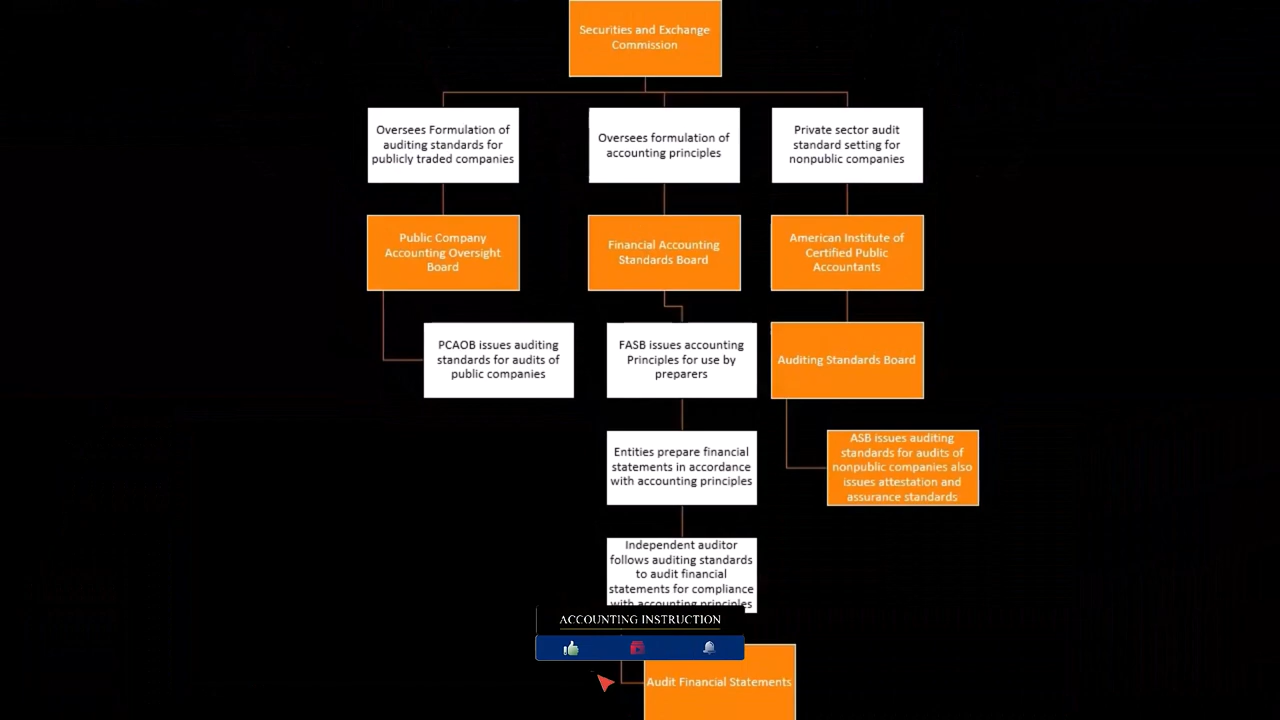 Securities and Exchange
Commission
Oversees Formulation of
auditing standards for
publicly traded companies
Oversees formulation of
accounting principles
Private sector audit
standard setting for
nonpublic companies
Public Company
Accounting Oversight
Board
Financial Accounting
Standards Board
American Institute of
Certified Public
Accountants
PCAOB issues auditing
standards for audits of
public companies
FASB issues accounting
Principles for use by
preparers
Auditing Standards Board
Entities prepare financial
statements in accordance
with accounting principles
ASB issues auditing
standards for audits of
nonpublic companies also
issues attestation and
assurance standards
Independent auditor
follows auditing standards
to audit financial
statements for compliance
with accounting principles
ACCOUNTING INSTRUCTION
Audit Financial Statements